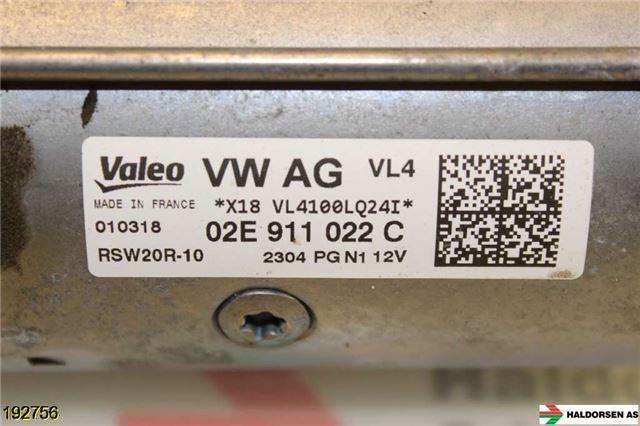 Valeo VW AG VL4
MADE IN FRANCE *X18 VL4100LQ24I*
010318 02E 911 022 C
RSW20R-10 2304 PG N1 12V
192756
HALDORSEN AS